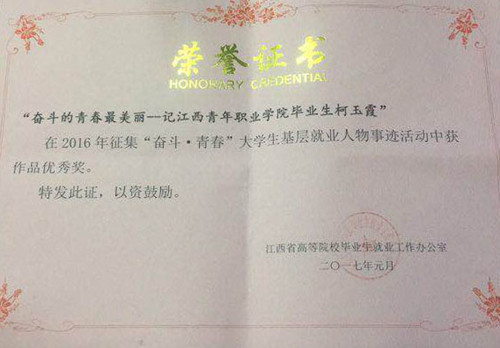 荣誉证书
HONORARY CREDENTIAL
“奋斗的青春最美丽--记江西青年职业学院毕业生柯玉霞”
在2016年征集“奋斗·青春”大学生基层就业人物事迹活动中获
作品优秀奖。
特发此证，以资鼓励。
江西省高等院校毕业生就业工作办公室
二〇一七年元月